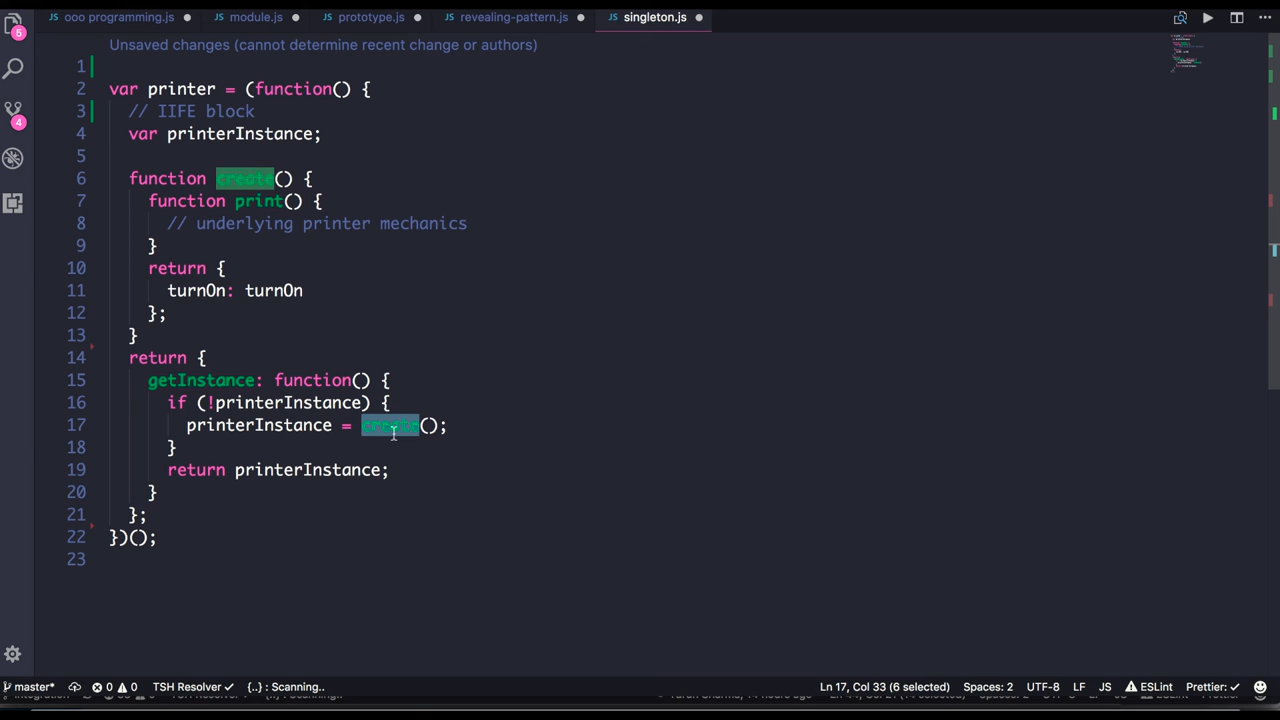 ooo programming.js
JS module.js
JS prototype.js
JS revealing-pattern.js
JS singleton.js
5
Unsaved changes (cannot determine recent change or authors)
1
2 var printer = (function() {
3 // IIFE block
4 var printerInstance;
4
5
6 function create() {
7 function print() {
8 // underlying printer mechanics
9 }
10 return {
11 turnOn: turnOn
12 };
13 }
14 return {
15 getInstance: function() {
16 if (!printerInstance) {
17 printerInstance = create();
18 }
19 return printerInstance;
20 }
21 };
22 })();
23
master* 0 0 TSH Resolver ✓ {..} : Scanning.. Ln 17, Col 33 (6 selected) Spaces: 2 UTF-8 LF JS ESLint Prettier: ✓